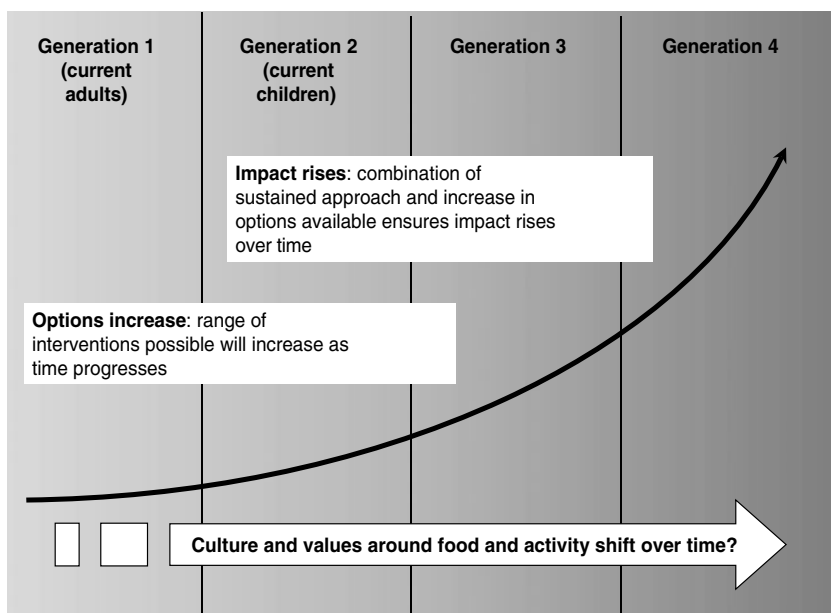 Generation 1
(current
adults)
Generation 2
(current
children)
Generation 3
Generation 4
Impact rises: combination of
sustained approach and increase in
options available ensures impact rises
over time
Options increase: range of
interventions possible will increase as
time progresses
Culture and values around food and activity shift over time?